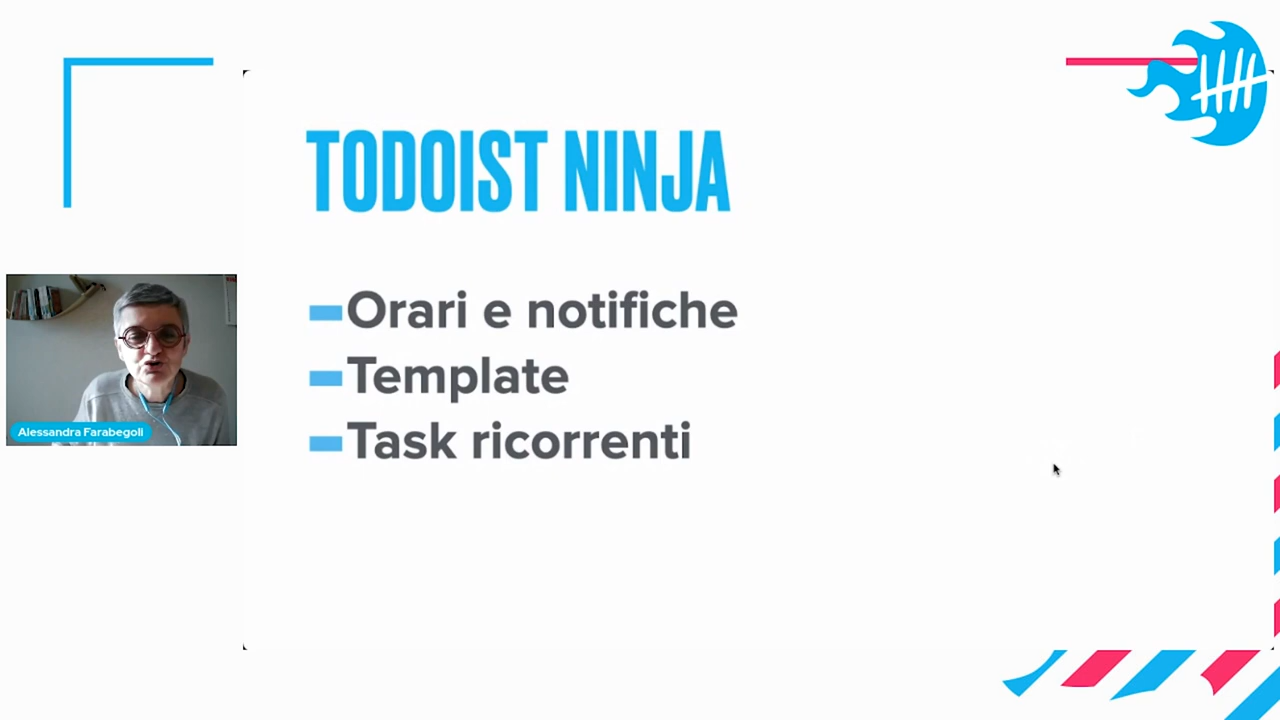 TODOIST NINJA
Orari e notifiche
Template
Task ricorrenti
Alessandra Farabegoli